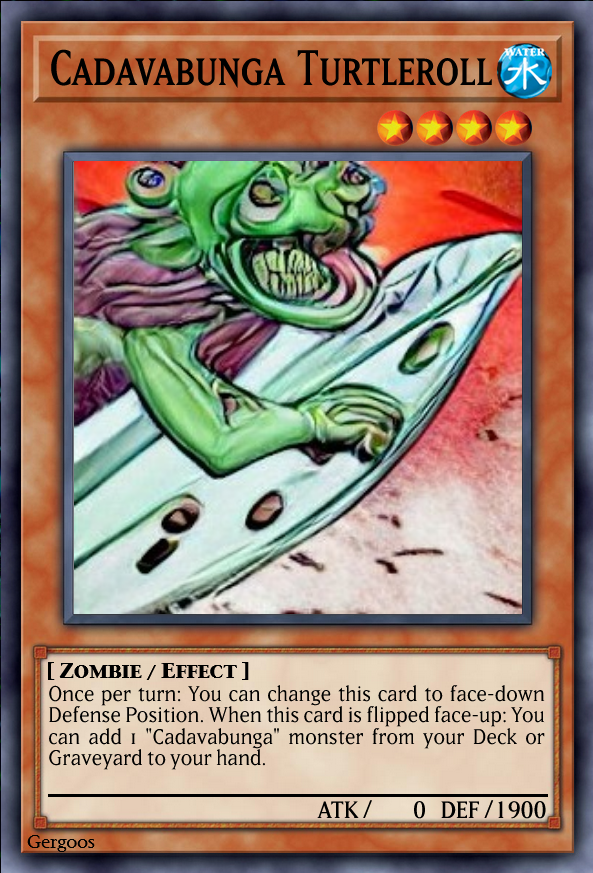 Cadavabunga Turtleroll
WATER
水
[ Zombie / Effect ]
Once per turn: You can change this card to face-down
Defense Position. When this card is flipped face-up: You
can add 1 "Cadavabunga" monster from your Deck or
Graveyard to your hand.
ATK / 0 DEF /1900
Gergoos